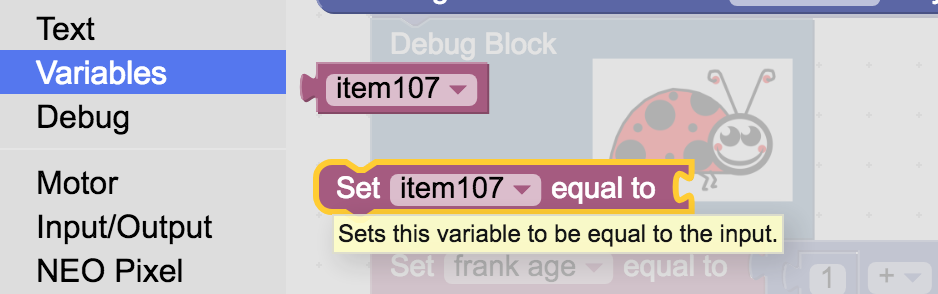 Text
Variables
Debug
Motor
Input/Output
NEO Pixel
Debug Block
item107
Set item107 equal to
Sets this variable to be equal to the input.
Set frank age equal to 1 +